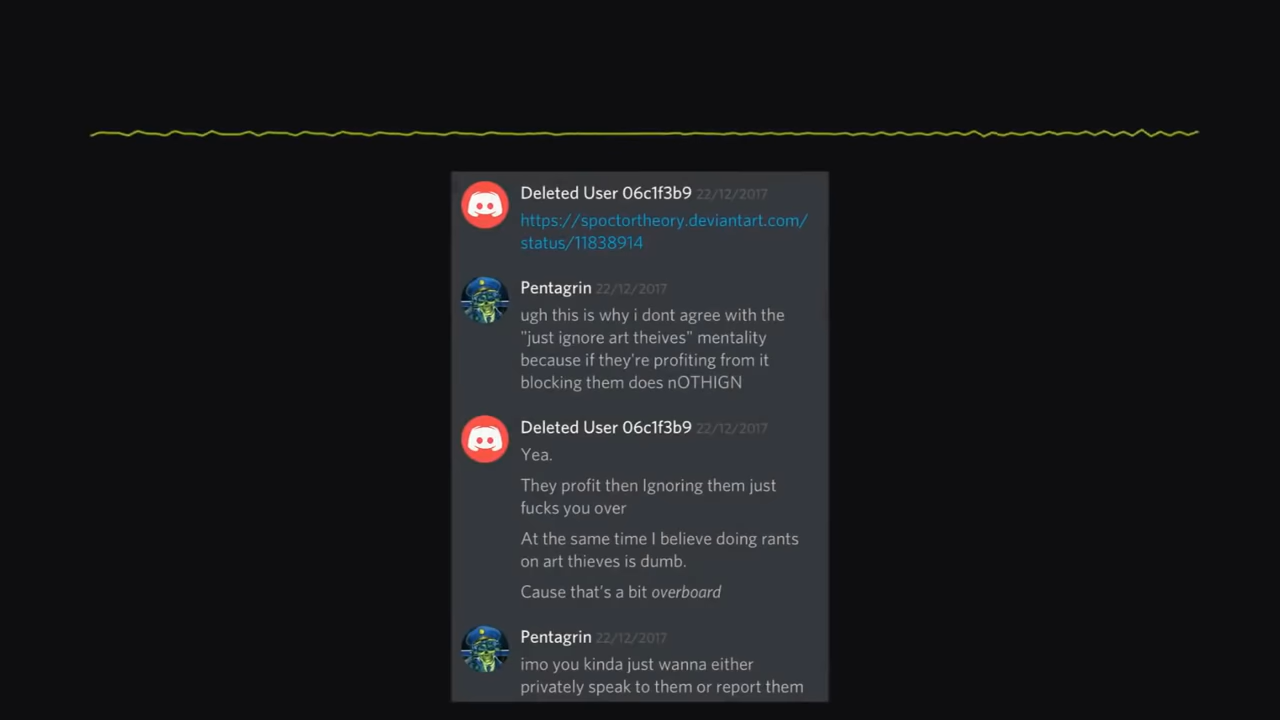 Deleted User 06c1f3b9 22/12/2017
https://spoctortheory.deviantart.com/
status/11838914
Pentagrin 22/12/2017
ugh this is why i dont agree with the
"just ignore art theives" mentality
because if they're profiting from it
blocking them does nOTHIGN
Deleted User 06c1f3b9 22/12/2017
Yea.
They profit then Ignoring them just
fucks you over
At the same time I believe doing rants
on art thieves is dumb.
Cause that's a bit overboard
Pentagrin 22/12/2017
imo you kinda just wanna either
privately speak to them or report them